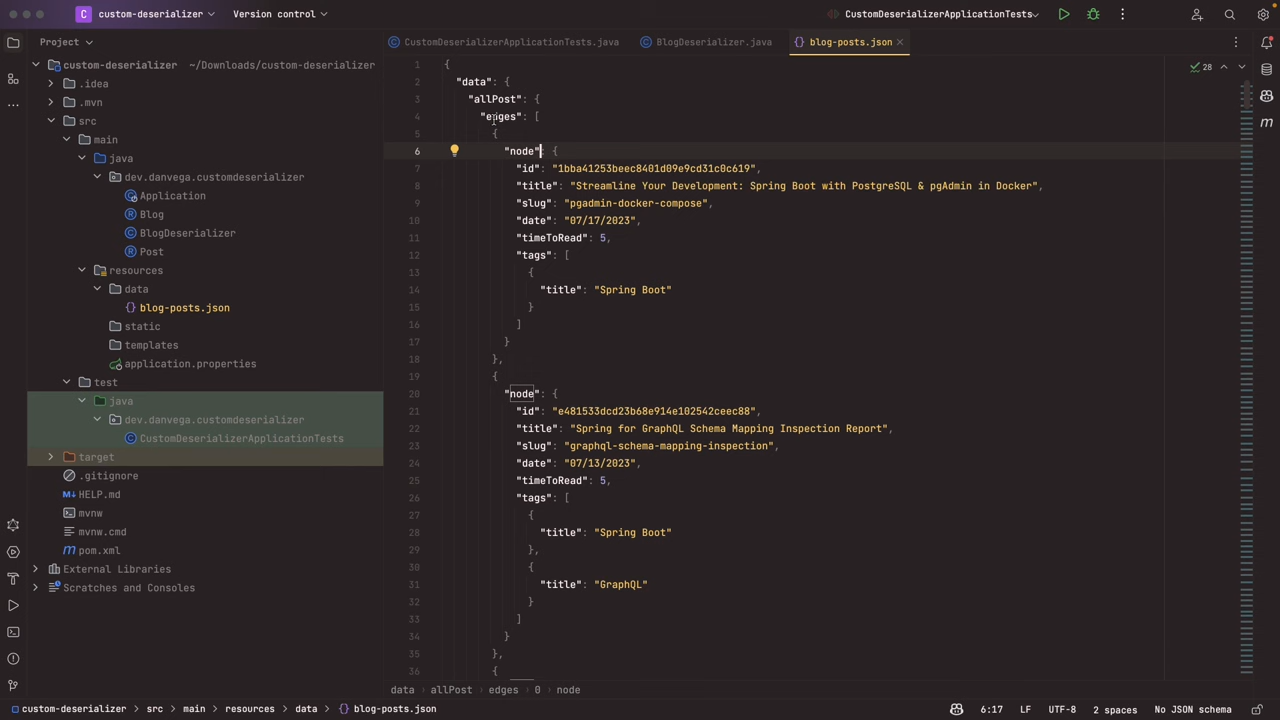 C custom-deserializer Version control CustomDeserializerApplicationTests
Project
CustomDeserializerApplicationTests.java
BlogDeserializer.java
blog-posts.json
custom-deserializer ~/Downloads/custom-deserializer
.idea
.mvn
src
main
java
dev.danvega.customdeserializer
Application
Blog
BlogDeserializer
Post
resources
data
blog-posts.json
static
templates
application.properties
test
java
dev.danvega.customdeserializer
CustomDeserializerApplicationTests
target
.gitignore
HELP.md
mvnw
mvnw.cmd
pom.xml
External Libraries
Scratches and Consoles
28
1 {
2 "data": {
3 "allPost": {
4 "edges": [
5 {
6 "node": {
7 "id": "1bba41253beec8401d09e9cd31c0c619",
8 "title": "Streamline Your Development: Spring Boot with PostgreSQL & pgAdmin in Docker",
9 "slug": "pgadmin-docker-compose",
10 "date": "07/17/2023",
11 "timeToRead": 5,
12 "tags": [
13 {
14 "title": "Spring Boot"
15 }
16 ]
17 }
18 },
19 {
20 "node": {
21 "id": "e481533dcd23b68e914e102542ceec88",
22 "title": "Spring for GraphQL Schema Mapping Inspection Report",
23 "slug": "graphql-schema-mapping-inspection",
24 "date": "07/13/2023",
25 "timeToRead": 5,
26 "tags": [
27 {
28 "title": "Spring Boot"
29 },
30 {
31 "title": "GraphQL"
32 }
33 ]
34 }
35 },
36 {
data allPost edges 0 node
custom-deserializer src main resources data blog-posts.json 6:17 LF UTF-8 2 spaces No JSON schema